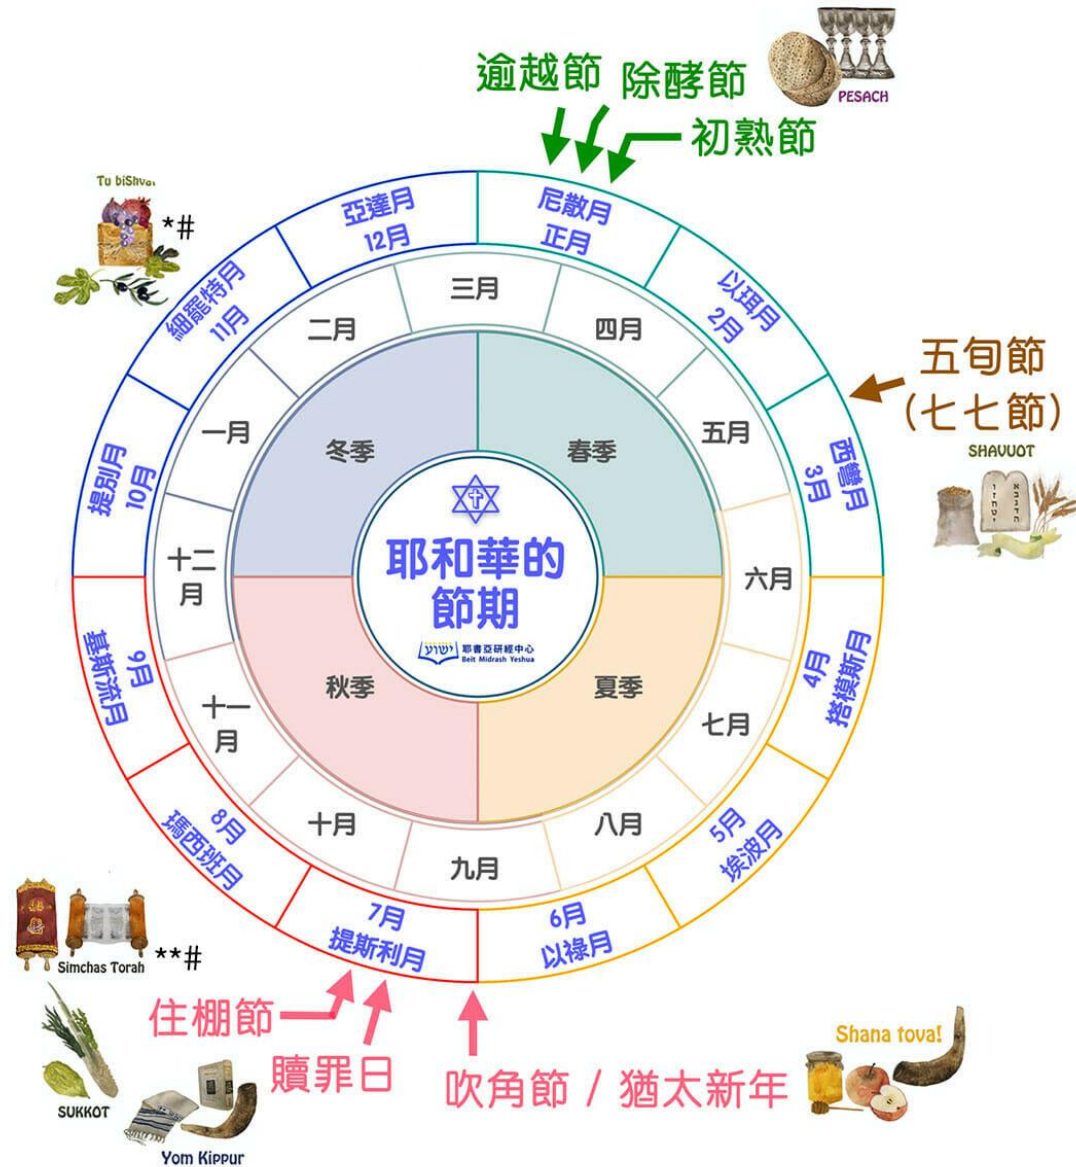 逾越節
除酵節
初熟節
PESACH
Tu biShva
*#
亞達月
12月
尼散月
正月
以珥月
2月
五旬節
(七七節)
SHAVUOT
西彎月
3月
4月
搭模斯月
5月
埃波月
6月
以祿月
7月
提斯利月
8月
瑪西班月
9月
基斯流月
提別月
10月
細罷特月
11月
三月
四月
五月
六月
七月
八月
九月
十月
十一
月
十二
月
一月
二月
冬季
春季
秋季
夏季
耶和華的
節期
ישוע
耶書亞研經中心
Beit Midrash Yeshua
Simchas Torah
**#
住棚節
贖罪日
吹角節 / 猶太新年
Shana tova!
SUKKOT
Yom Kippur